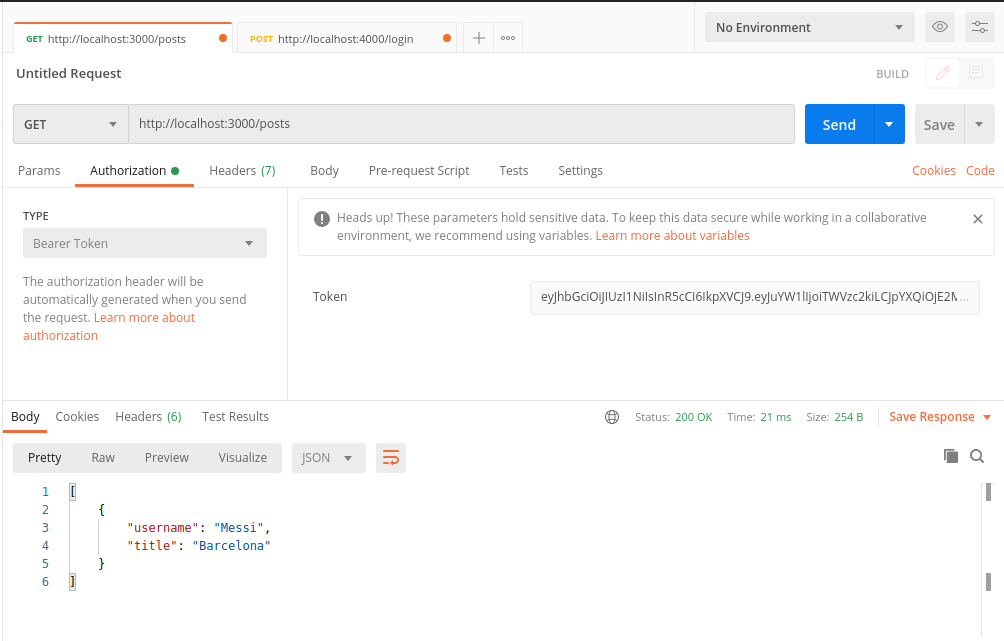 GET http://localhost:3000/posts
POST http://localhost:4000/login
No Environment
Untitled Request
BUILD
GET
http://localhost:3000/posts
Send
Save
Params
Authorization
Headers (7)
Body
Pre-request Script
Tests
Settings
Cookies
Code
TYPE
Bearer Token
The authorization header will be
automatically generated when you send
the request. Learn more about
authorization
Heads up! These parameters hold sensitive data. To keep this data secure while working in a collaborative
environment, we recommend using variables. Learn more about variables
Token
eyJhbGciOiJIUzI1NiIsInR5cCI6IkpXVCJ9.eyJuYW1lIjoiTWVzc2kiLCJpYXQiOjE2M...
Body
Cookies
Headers (6)
Test Results
Status: 200 OK
Time: 21 ms
Size: 254 B
Save Response
Pretty
Raw
Preview
Visualize
JSON
1 [
2 {
3 "username": "Messi",
4 "title": "Barcelona"
5 }
6 ]